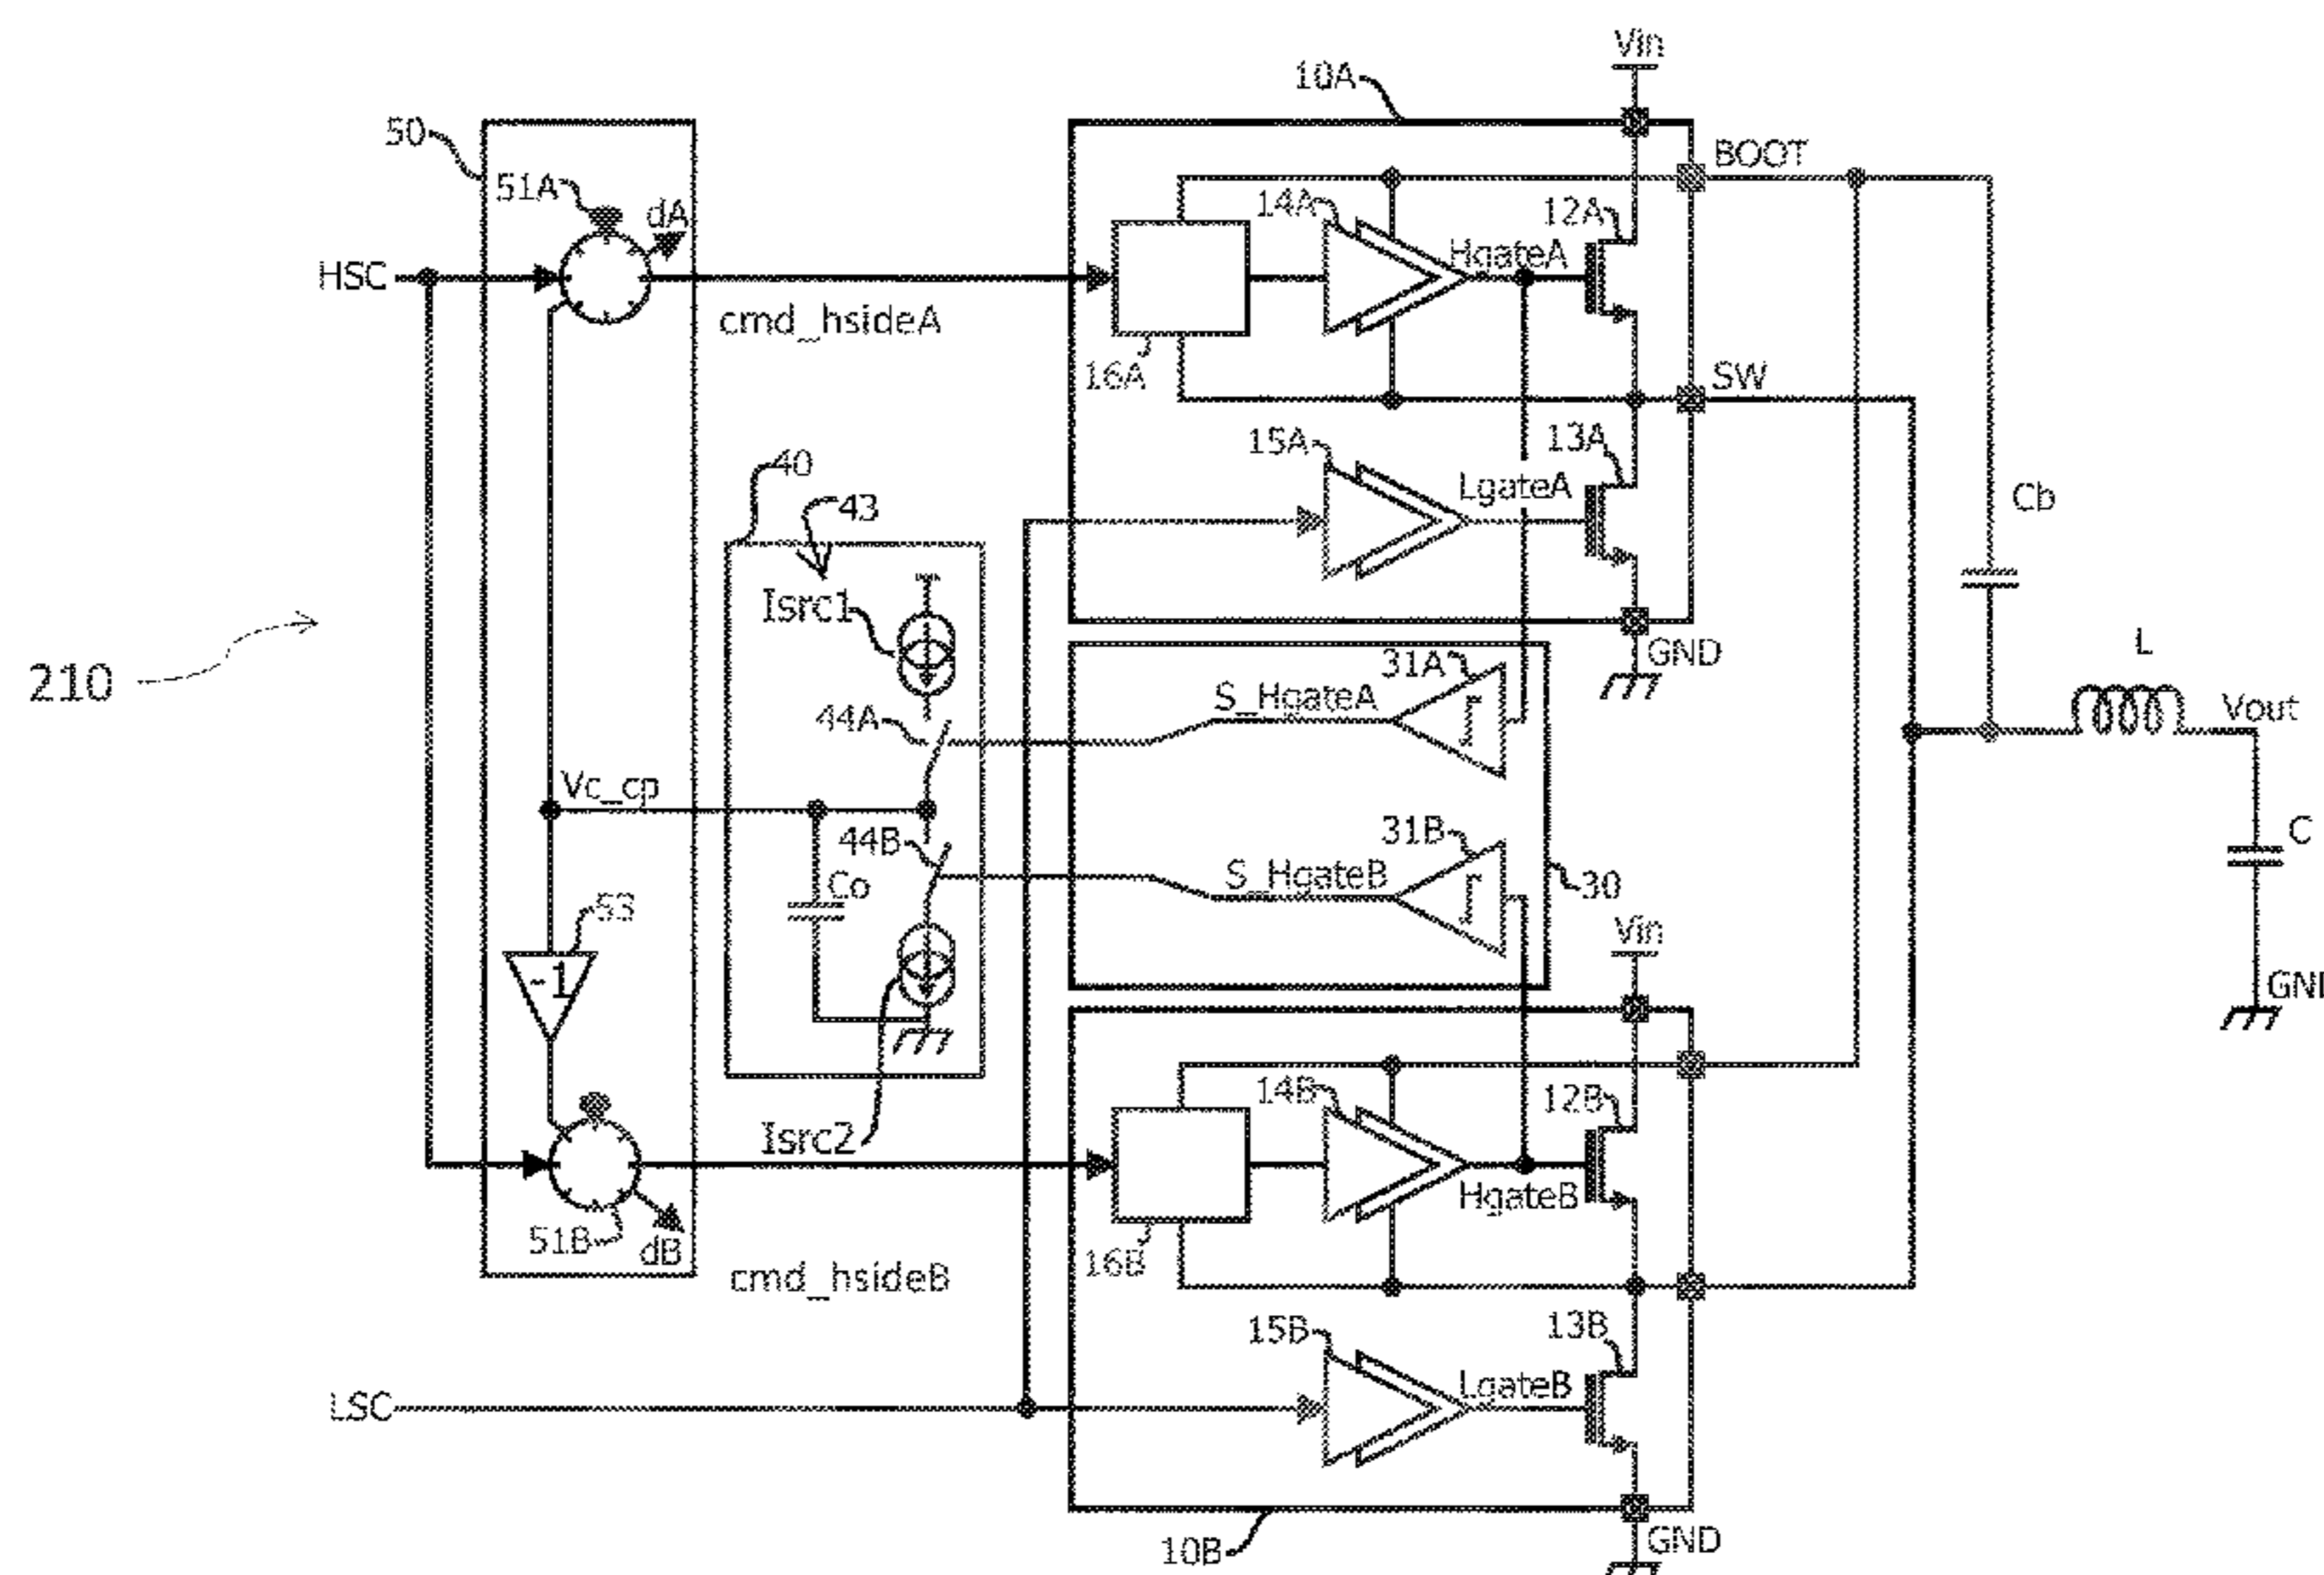 Vin
10A
50
BOOT
51A
dA
14A
12A
HgateA
HSC
cmd_hsideA
16A
SW
15A
13A
40
LgateA
43
Cb
Isrc1
GND
L
31A
S_HgateA
210
44A
Vout
Vc_cp
31B
44B
C
S_HgateB
Co
30
53
Vin
-1
GN
14B
12B
Isrc2
HgateB
51B
dB
16B
cmd_hsideB
15B
13B
LSC
LgateB
GND
10B